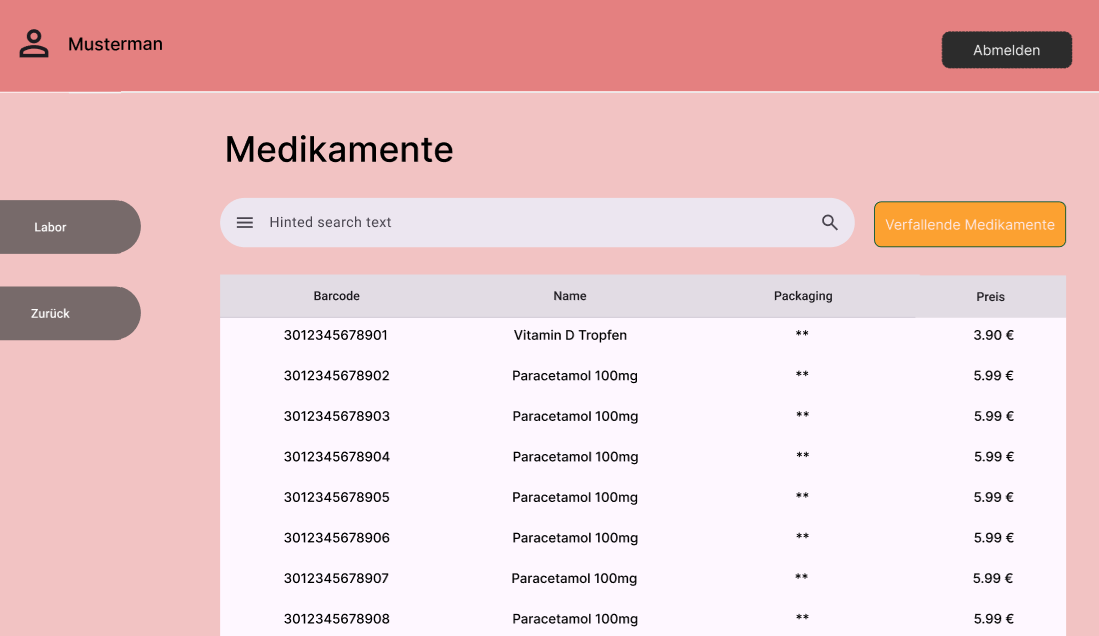 Musterman
Abmelden
Medikamente
Labor
Hinted search text
Verfallende Medikamente
Zurück
Barcode Name Packaging Preis
3012345678901 Vitamin D Tropfen ** 3.90 €
3012345678902 Paracetamol 100mg ** 5.99 €
3012345678903 Paracetamol 100mg ** 5.99 €
3012345678904 Paracetamol 100mg ** 5.99 €
3012345678905 Paracetamol 100mg ** 5.99 €
3012345678906 Paracetamol 100mg ** 5.99 €
3012345678907 Paracetamol 100mg ** 5.99 €
3012345678908 Paracetamol 100mg ** 5.99 €